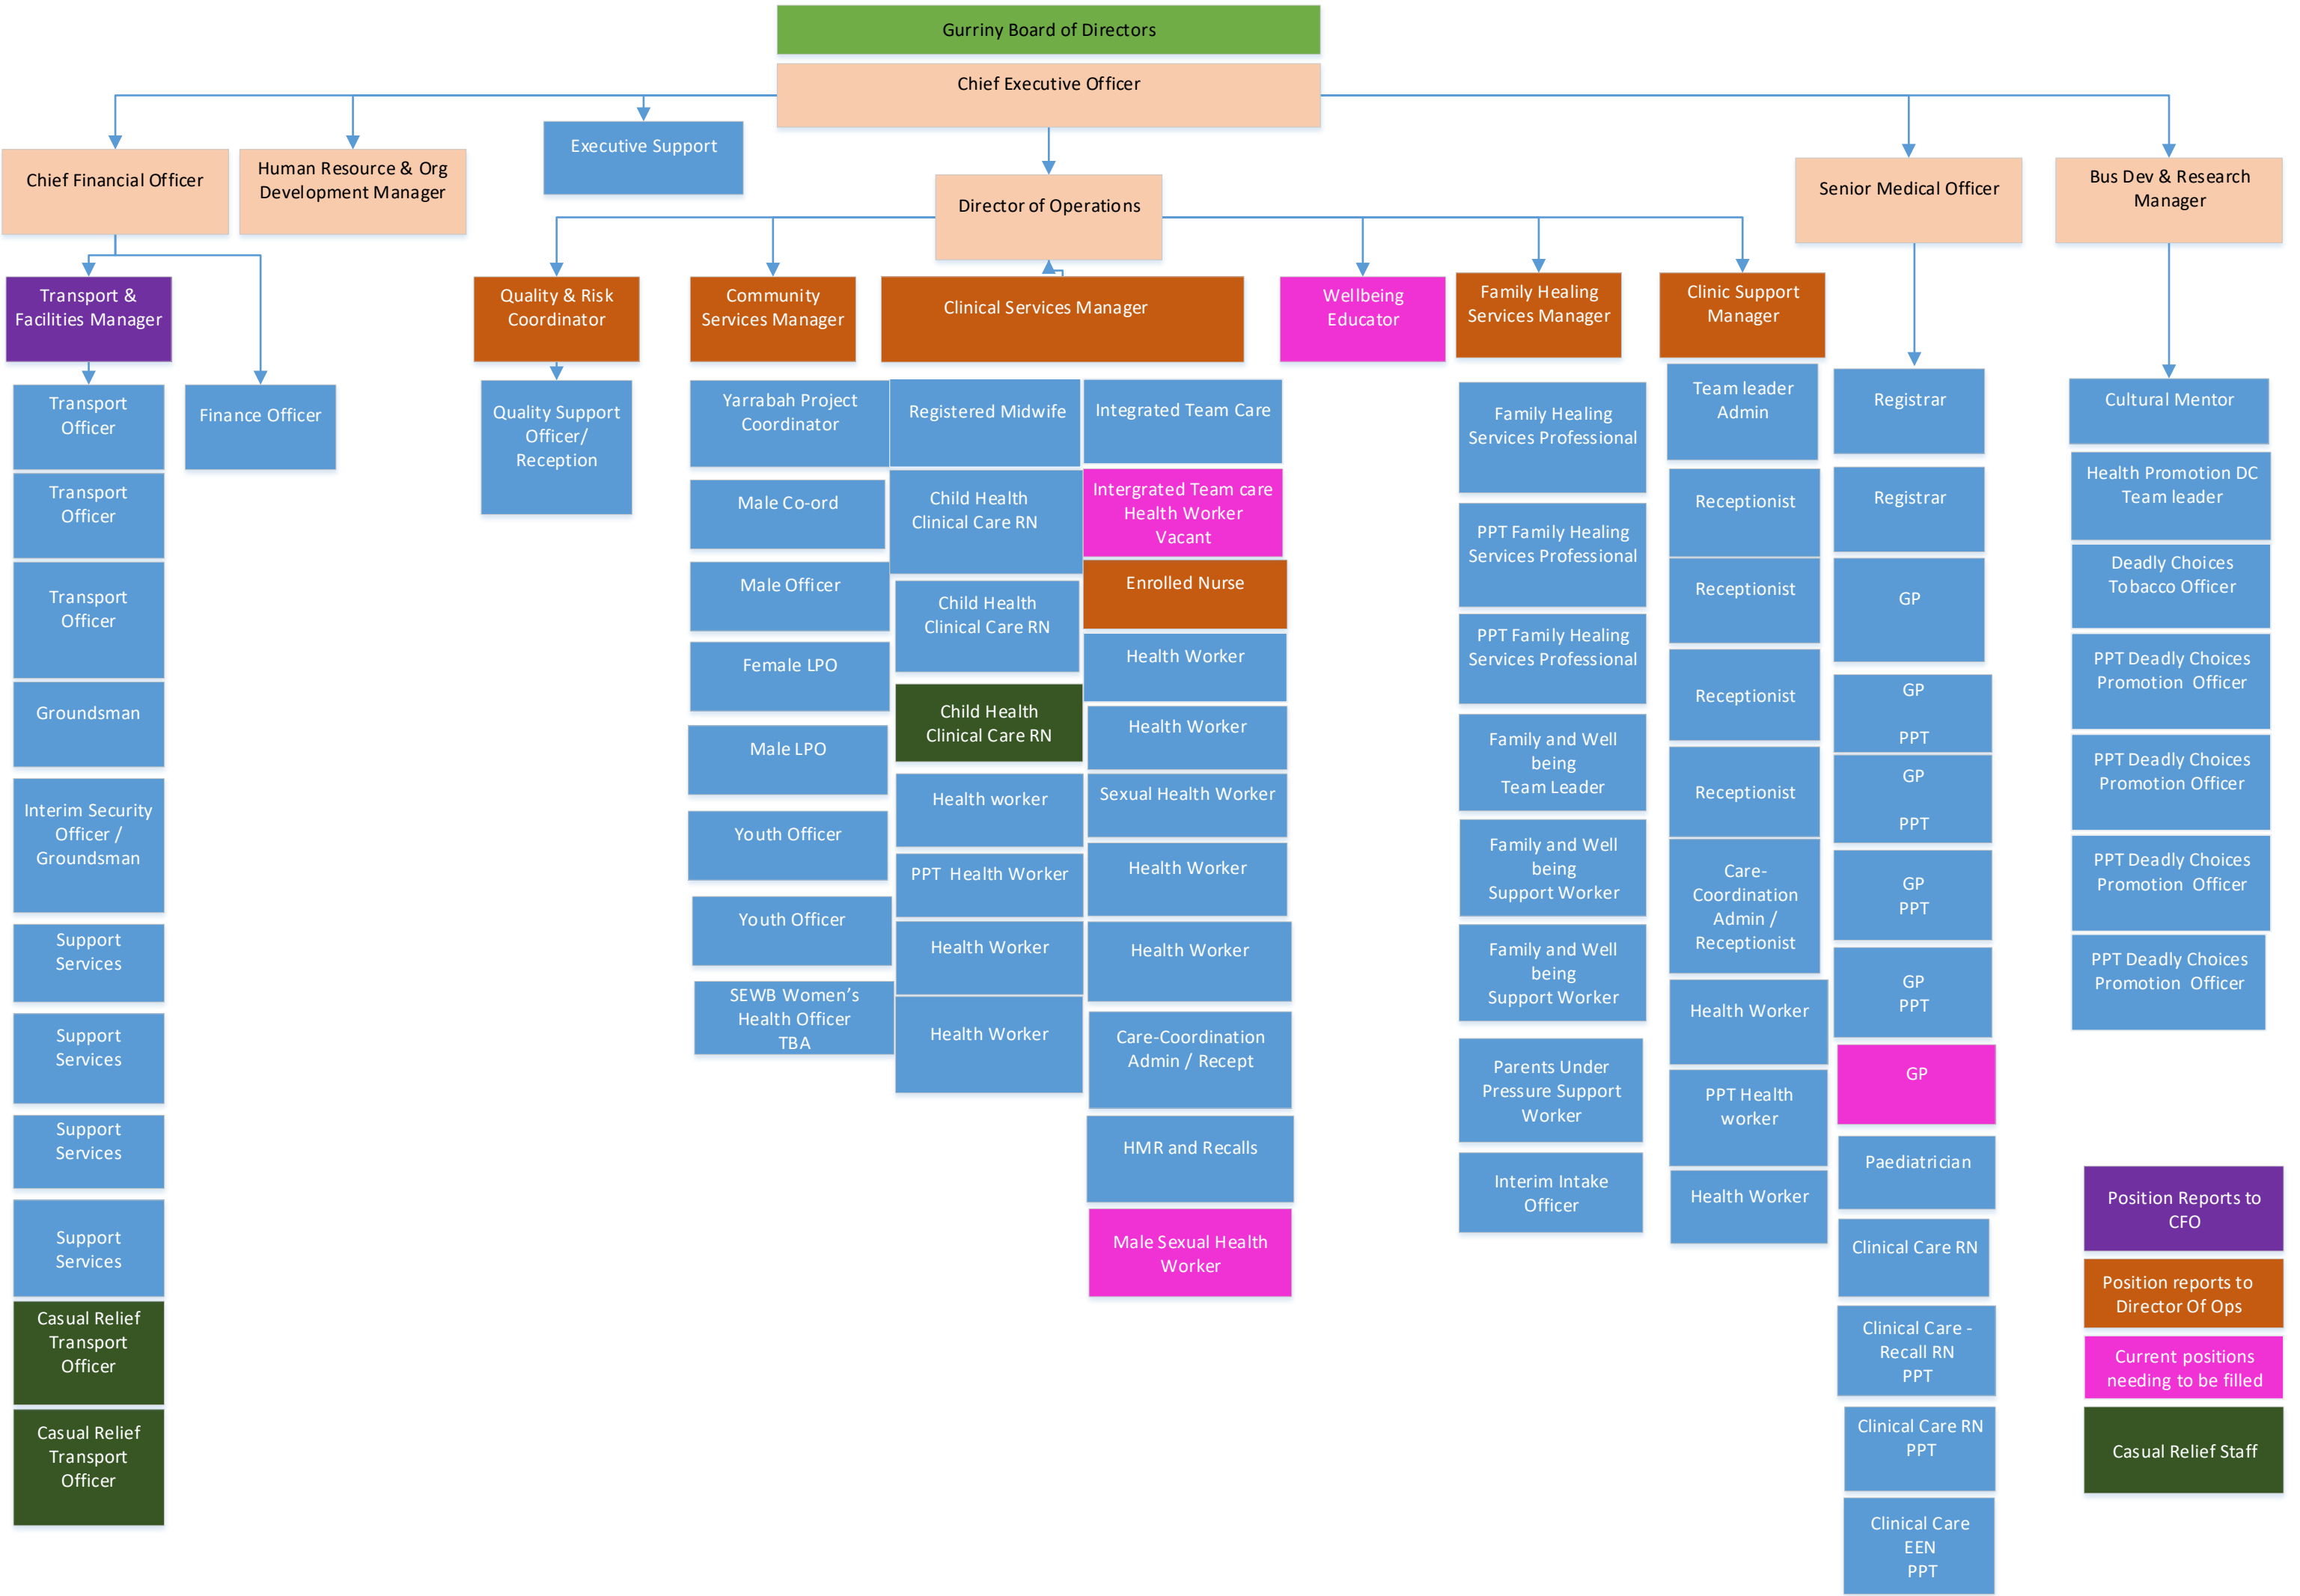 Gurriny Board of Directors
Chief Executive Officer
Executive Support
Chief Financial Officer
Human Resource & Org
Development Manager
Director of Operations
Senior Medical Officer
Bus Dev & Research
Manager
Transport &
Facilities Manager
Quality & Risk
Coordinator
Community
Services Manager
Clinical Services Manager
Wellbeing
Educator
Family Healing
Services Manager
Clinic Support
Manager
Transport
Officer
Transport
Officer
Transport
Officer
Groundsman
Interim Security
Officer /
Groundsman
Support
Services
Support
Services
Support
Services
Support
Services
Casual Relief
Transport
Officer
Casual Relief
Transport
Officer
Finance Officer
Quality Support
Officer/
Reception
Yarrabah Project
Coordinator
Male Co-ord
Male Officer
Female LPO
Male LPO
Youth Officer
Youth Officer
SEWB Women’s
Health Officer
TBA
Registered Midwife
Child Health
Clinical Care RN
Child Health
Clinical Care RN
Child Health
Clinical Care RN
Health worker
PPT Health Worker
Health Worker
Health Worker
Integrated Team Care
Intergrated Team care
Health Worker
Vacant
Enrolled Nurse
Health Worker
Health Worker
Sexual Health Worker
Health Worker
Health Worker
Care-Coordination
Admin / Recept
HMR and Recalls
Male Sexual Health
Worker
Family Healing
Services Professional
PPT Family Healing
Services Professional
PPT Family Healing
Services Professional
Family and Well
being
Team Leader
Family and Well
being
Support Worker
Family and Well
being
Support Worker
Parents Under
Pressure Support
Worker
Interim Intake
Officer
Team leader
Admin
Receptionist
Receptionist
Receptionist
Receptionist
Care-
Coordination
Admin /
Receptionist
Health Worker
PPT Health
worker
Health Worker
Registrar
Registrar
GP
GP
PPT
GP
PPT
GP
PPT
GP
PPT
GP
Paediatrician
Clinical Care RN
Clinical Care -
Recall RN
PPT
Clinical Care RN
PPT
Clinical Care
EEN
PPT
Cultural Mentor
Health Promotion DC
Team leader
Deadly Choices
Tobacco Officer
PPT Deadly Choices
Promotion Officer
PPT Deadly Choices
Promotion Officer
PPT Deadly Choices
Promotion Officer
PPT Deadly Choices
Promotion Officer
Position Reports to
CFO
Position reports to
Director Of Ops
Current positions
needing to be filled
Casual Relief Staff